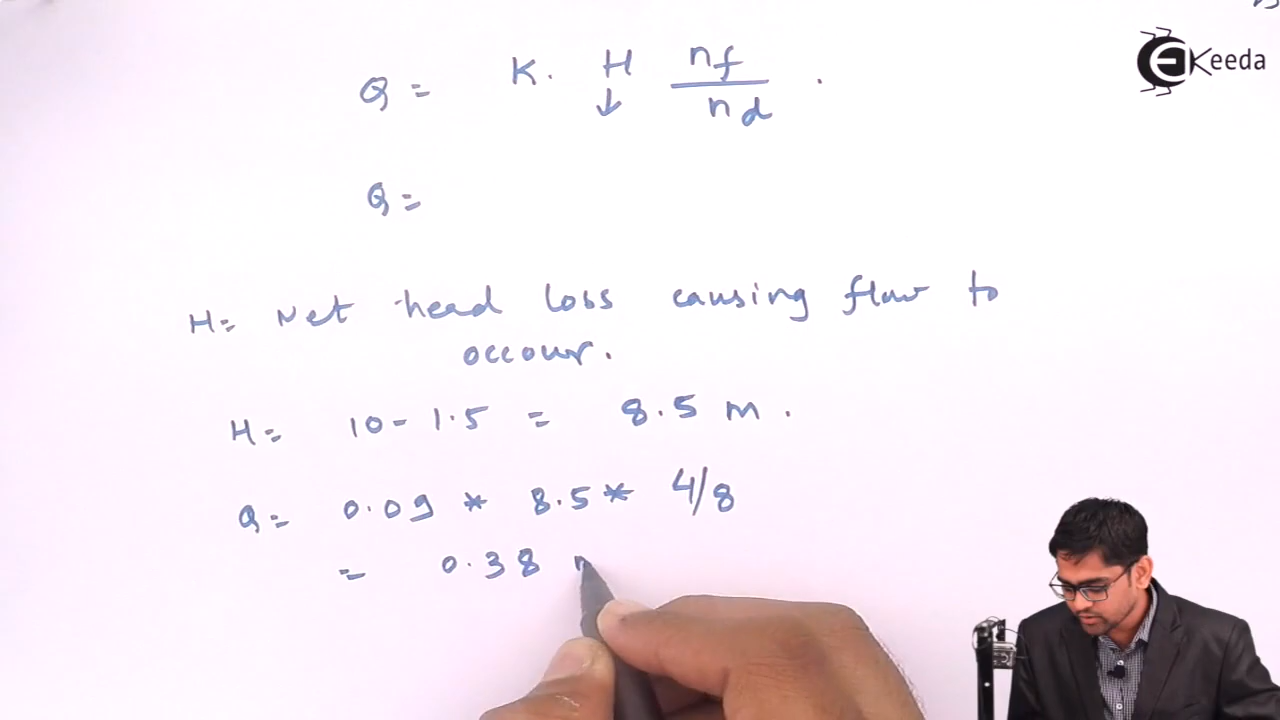 Q = K. H nf / nd .
Ekeeda
Q =
H = Net head loss causing flow to
occour.
H = 10 - 1.5 = 8.5 m .
Q = 0.09 * 8.5 * 4/8
= 0.38